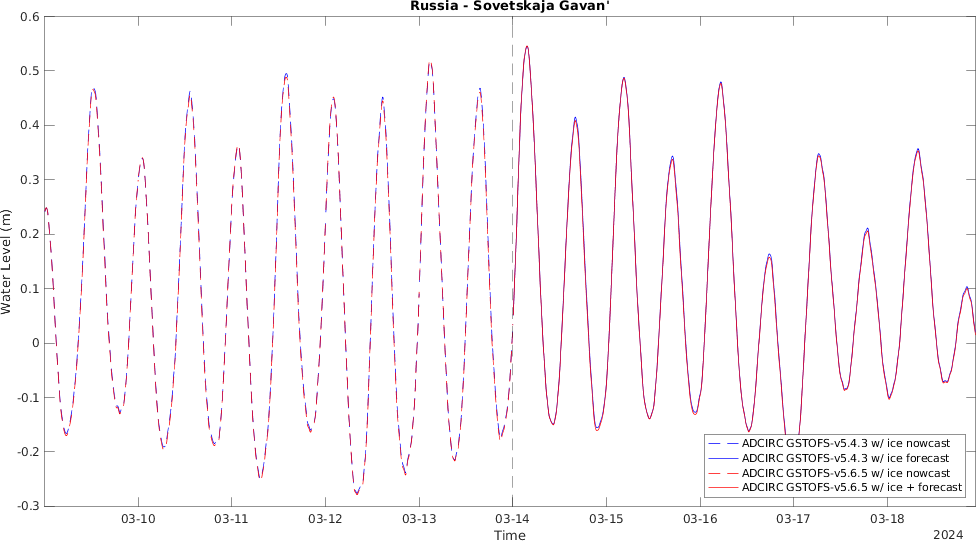 Russia - Sovetskaja Gavan'
0.6
0.5
0.4
0.3
0.2
0.1
0
-0.1
-0.2
-0.3
Water Level (m)
ADCIRC GSTOFS-v5.4.3 w/ ice nowcast
ADCIRC GSTOFS-v5.4.3 w/ ice forecast
ADCIRC GSTOFS-v5.6.5 w/ ice nowcast
ADCIRC GSTOFS-v5.6.5 w/ ice + forecast
03-10 03-11 03-12 03-13 03-14 03-15 03-16 03-17 03-18
Time
2024